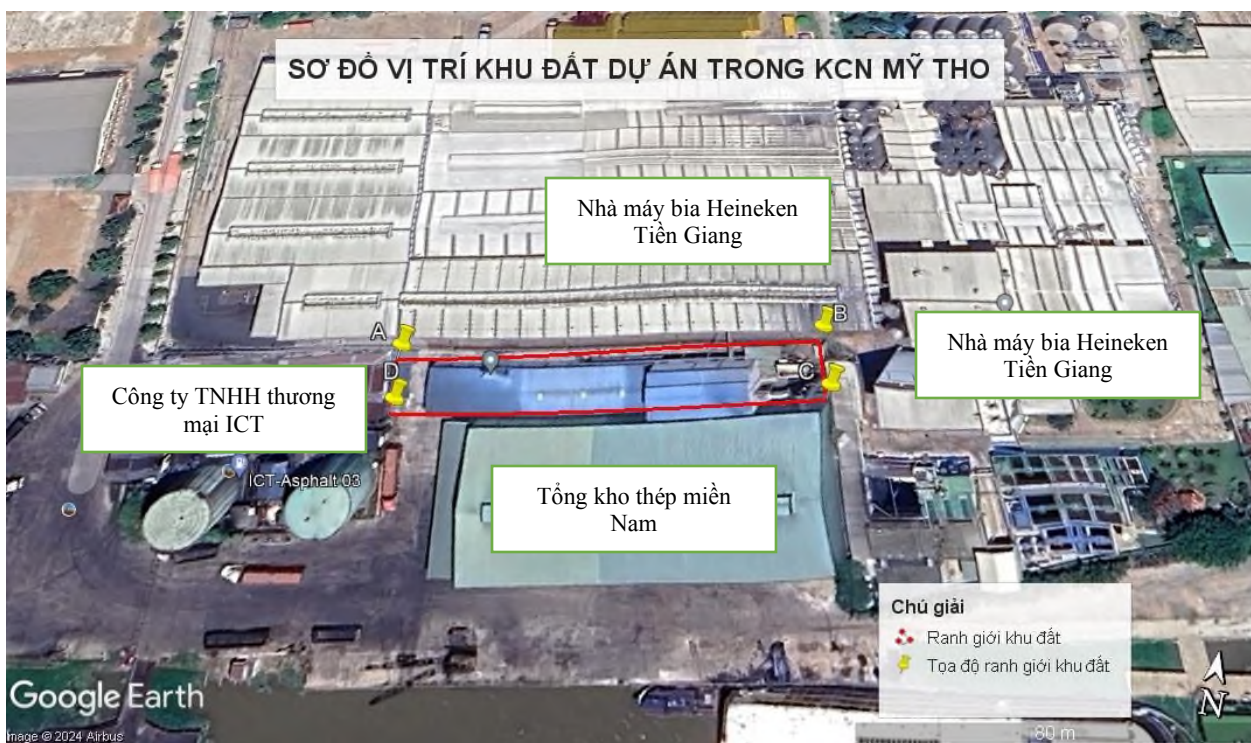 SƠ ĐỒ VỊ TRÍ KHU ĐẤT DỰ ÁN TRONG KCN MỸ THO
Nhà máy bia Heineken
Tiền Giang
A
B
Nhà máy bia Heineken
Tiền Giang
D
C
Công ty TNHH thương
mại ICT
ICT-Asphalt 03
Tổng kho thép miền
Nam
Chú giải
Ranh giới khu đất
Tọa độ ranh giới khu đất
Google Earth
N
Image © 2024 Airbus
80 m